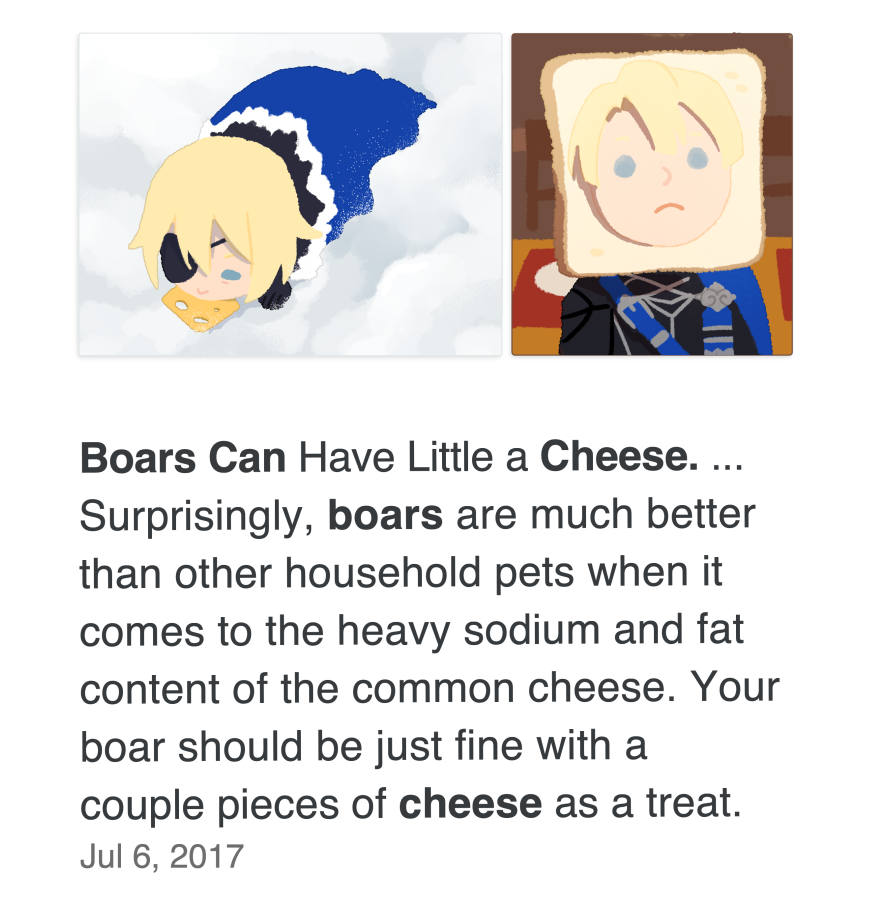 Boars Can Have Little a Cheese. ...
Surprisingly, boars are much better
than other household pets when it
comes to the heavy sodium and fat
content of the common cheese. Your
boar should be just fine with a
couple pieces of cheese as a treat.
Jul 6, 2017